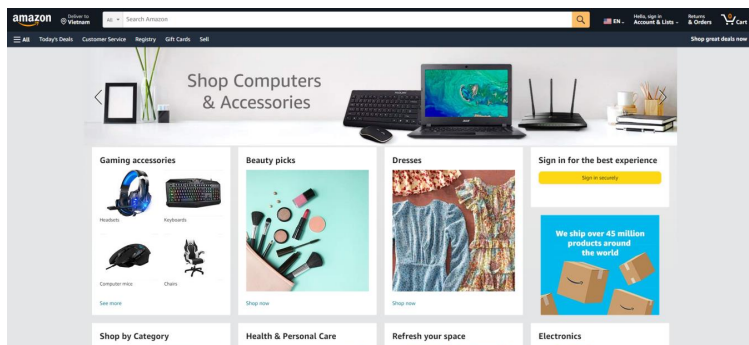 amazon
Deliver to
Vietnam
All
Search Amazon
EN
Hello, sign in
Account & Lists
Returns
& Orders
0
Cart
All
Today's Deals
Customer Service
Registry
Gift Cards
Sell
Shop great deals now
Shop Computers
& Accessories
acer
Gaming accessories
Headsets
Keyboards
Computer mice
Chairs
See more
Beauty picks
Shop now
Dresses
Shop now
Sign in for the best experience
Sign in securely
We ship over 45 million
products around
the world
Shop by Category
Health & Personal Care
Refresh your space
Electronics